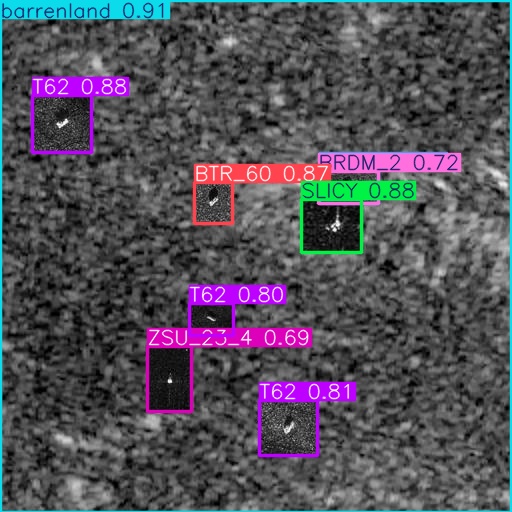 barrenland 0.91
T62 0.88
BRDM_2 0.72
BTR_60 0.87
SLICY 0.88
T62 0.80
ZSU_23_4 0.69
T62 0.81